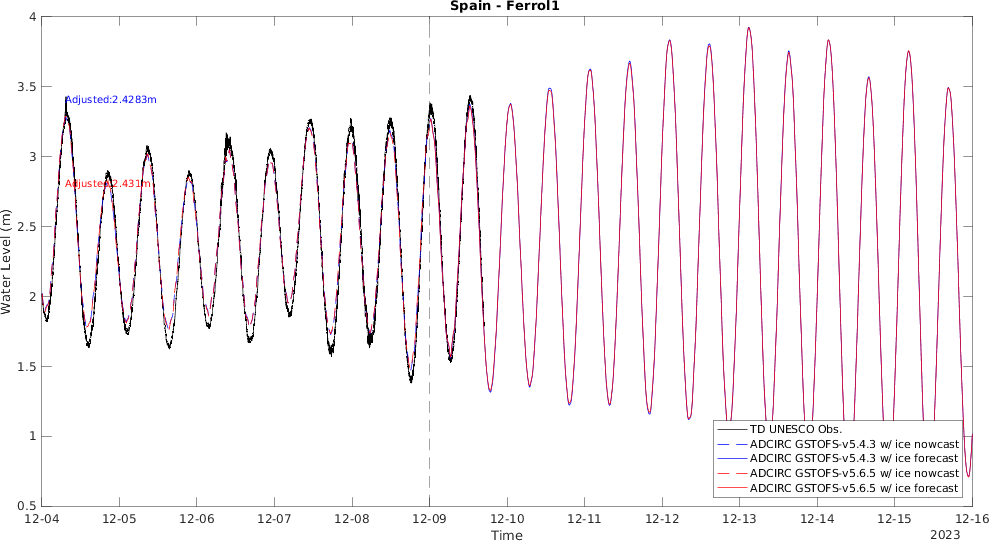 Spain - Ferrol1
4
3.5
3
2.5
2
1.5
1
0.5
Water Level (m)
Adjusted:2.4283m
Adjusted:2.431m
TD UNESCO Obs.
ADCIRC GSTOFS-v5.4.3 w/ ice nowcast
ADCIRC GSTOFS-v5.4.3 w/ ice forecast
ADCIRC GSTOFS-v5.6.5 w/ ice nowcast
ADCIRC GSTOFS-v5.6.5 w/ ice forecast
12-04 12-05 12-06 12-07 12-08 12-09 12-10 12-11 12-12 12-13 12-14 12-15 12-16
Time
2023